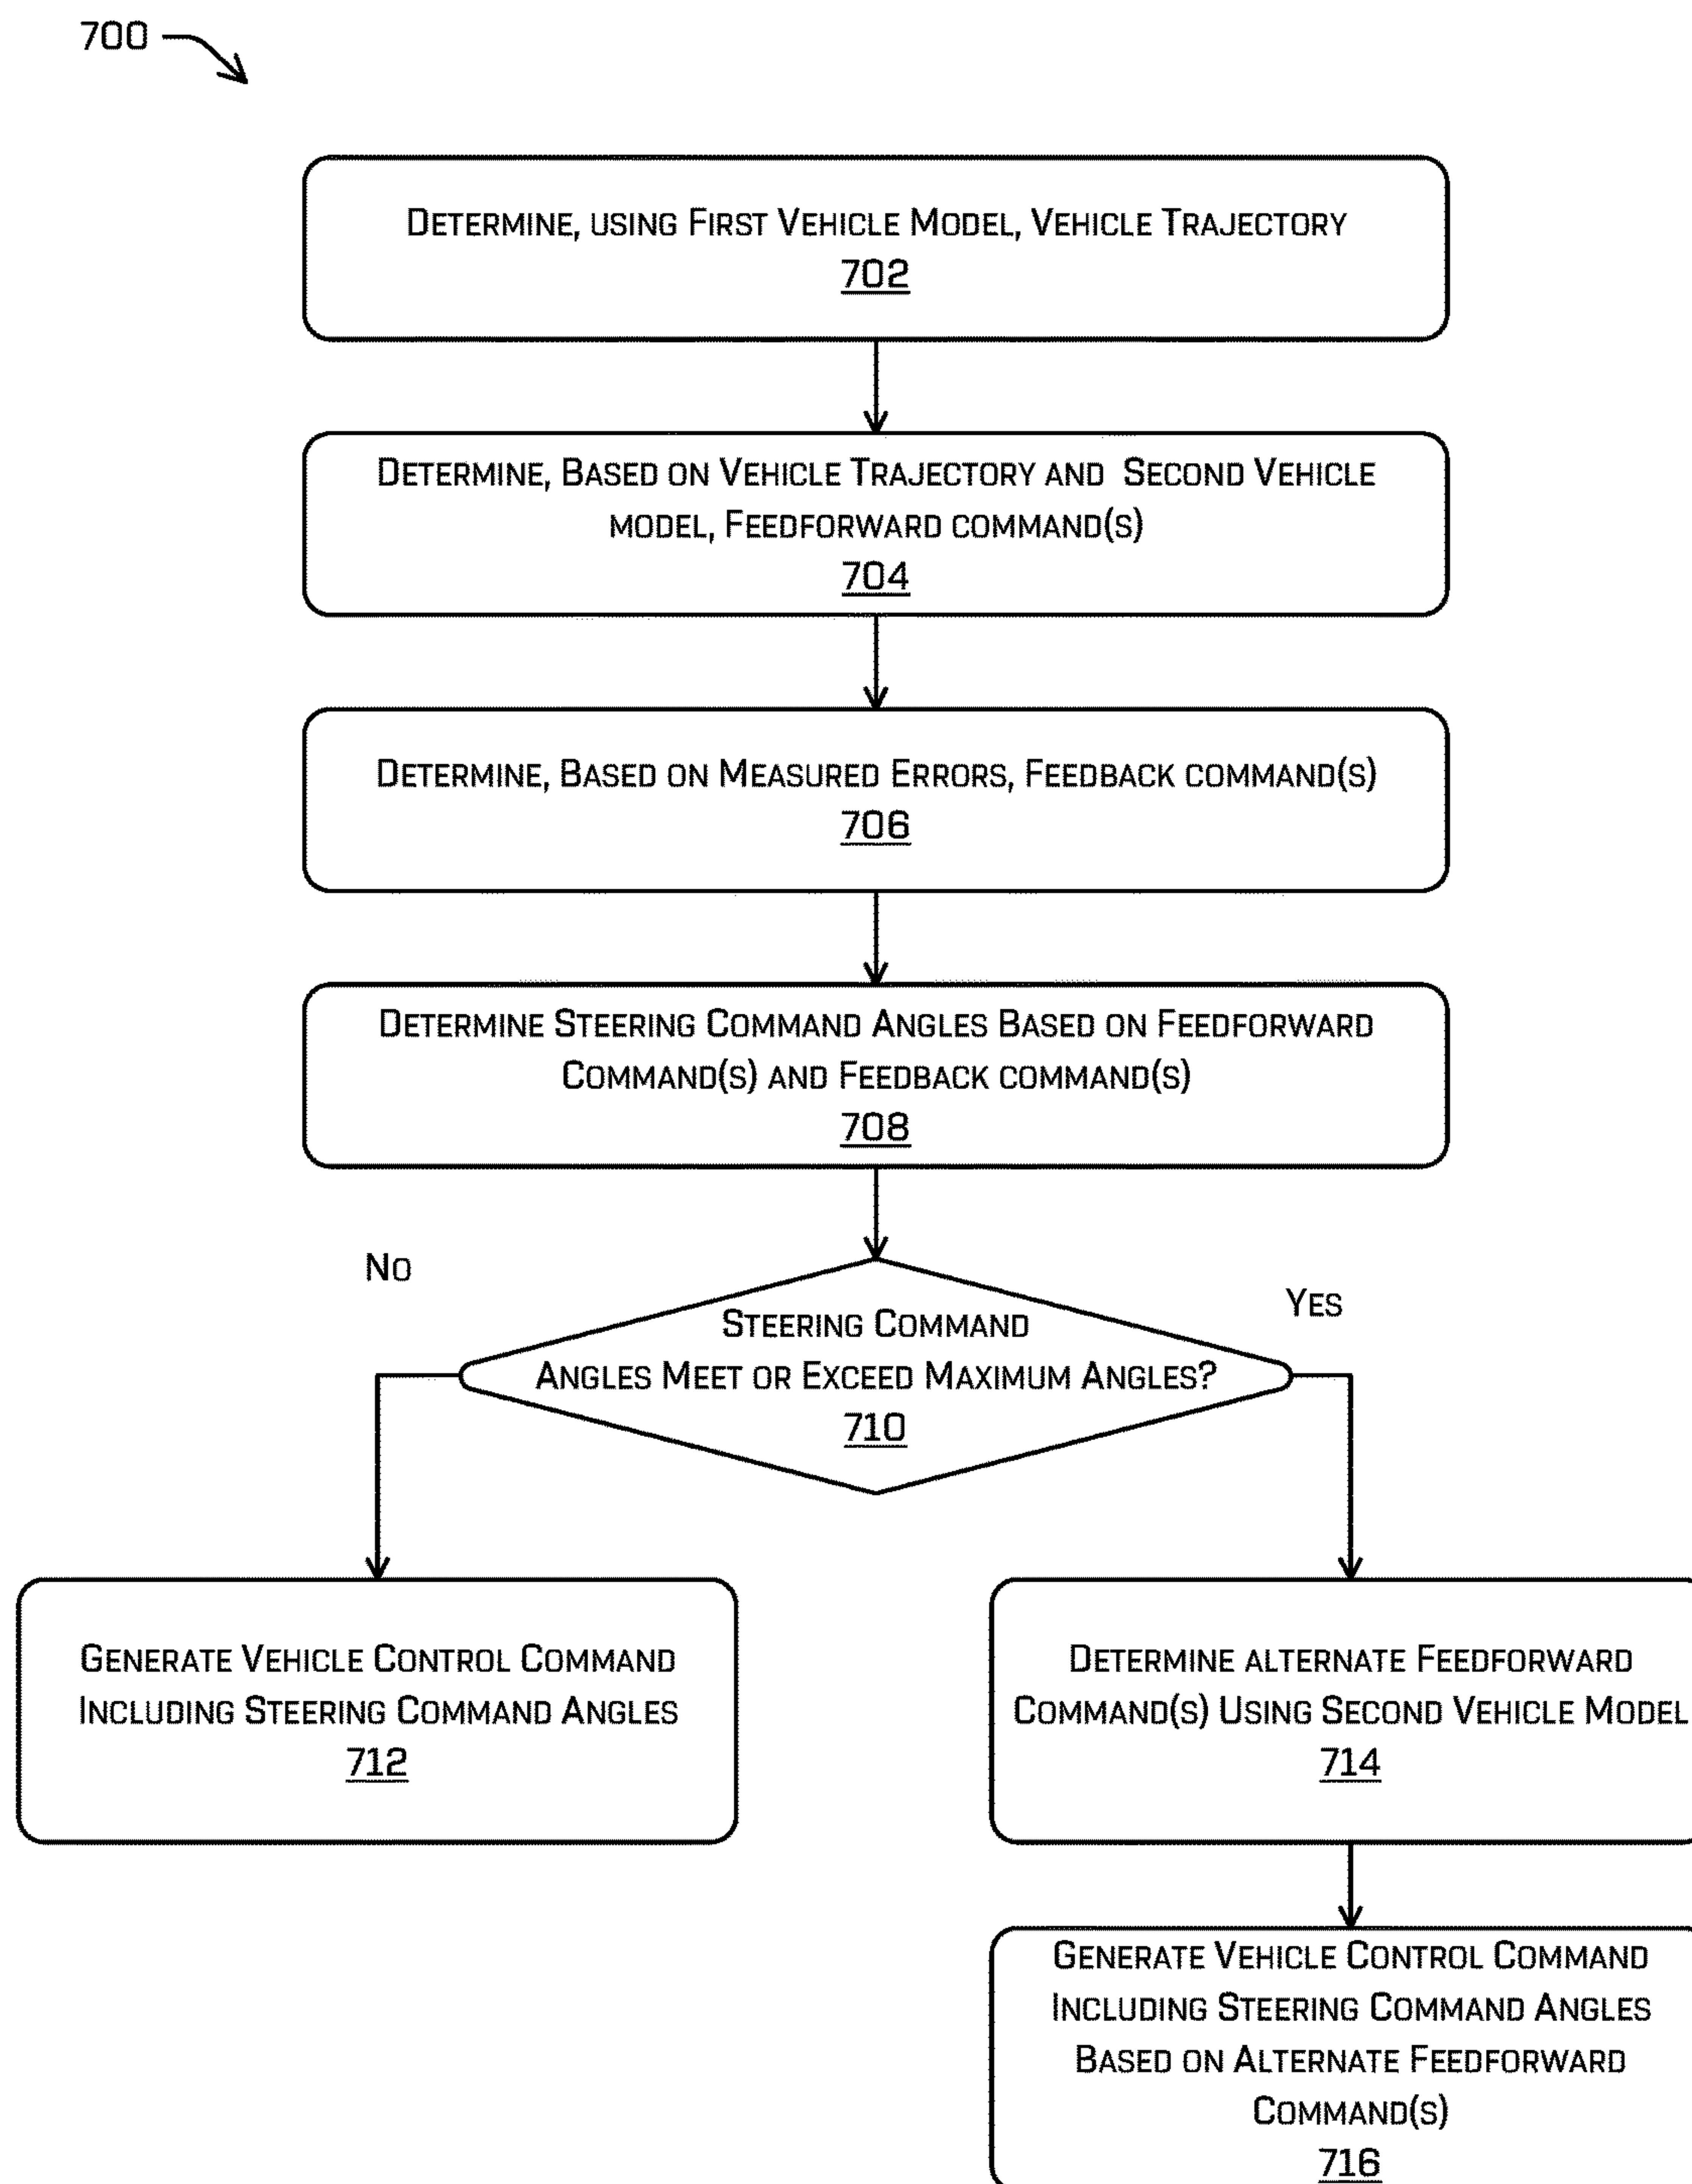 700
Determine, using First Vehicle Model, Vehicle Trajectory
702
Determine, Based on Vehicle Trajectory and Second Vehicle
model, Feedforward command(s)
704
Determine, Based on Measured Errors, Feedback command(s)
706
Determine Steering Command Angles Based on Feedforward
Command(s) and Feedback command(s)
708
No
Yes
Steering Command
Angles Meet or Exceed Maximum Angles?
710
Generate Vehicle Control Command
Including Steering Command Angles
712
Determine alternate Feedforward
Command(s) Using Second Vehicle Model
714
Generate Vehicle Control Command
Including Steering Command Angles
Based on Alternate Feedforward
Command(s)
716